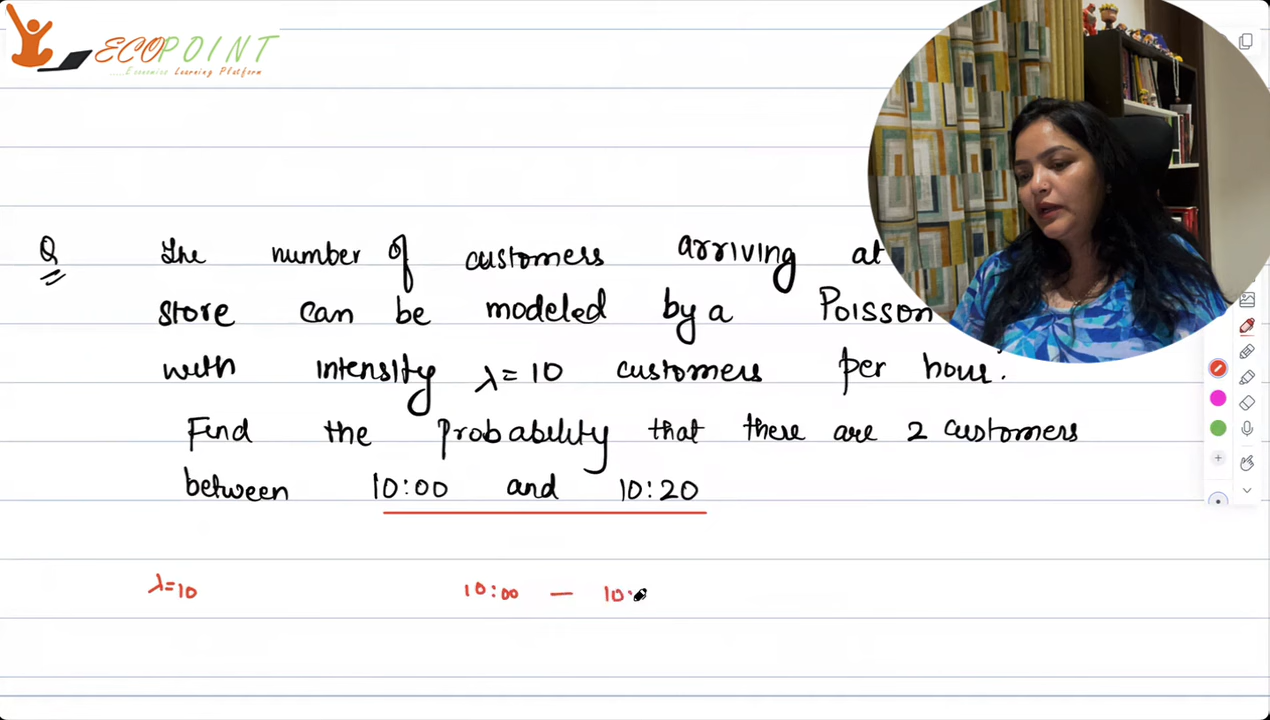 ECOPOINT
.....Economics Learning Platform
Q The number of customers arriving at
store can be modeled by a Poisson
with intensity λ=10 customers per hour.
Find the probability that there are 2 customers
between 10:00 and 10:20
λ=10 10:00 — 10: